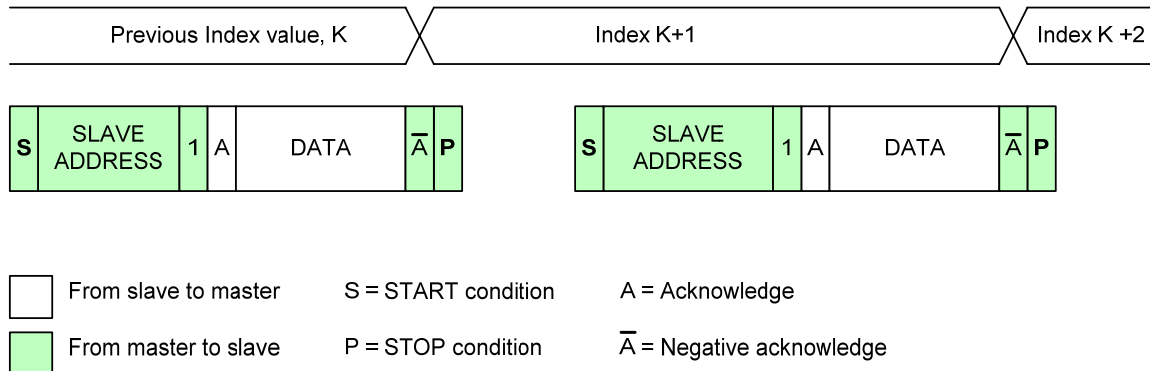 Previous Index value, K Index K+1 Index K +2
S SLAVE ADDRESS 1 A DATA A̅ P S SLAVE ADDRESS 1 A DATA A̅ P
From slave to master S = START condition A = Acknowledge
From master to slave P = STOP condition A̅ = Negative acknowledge